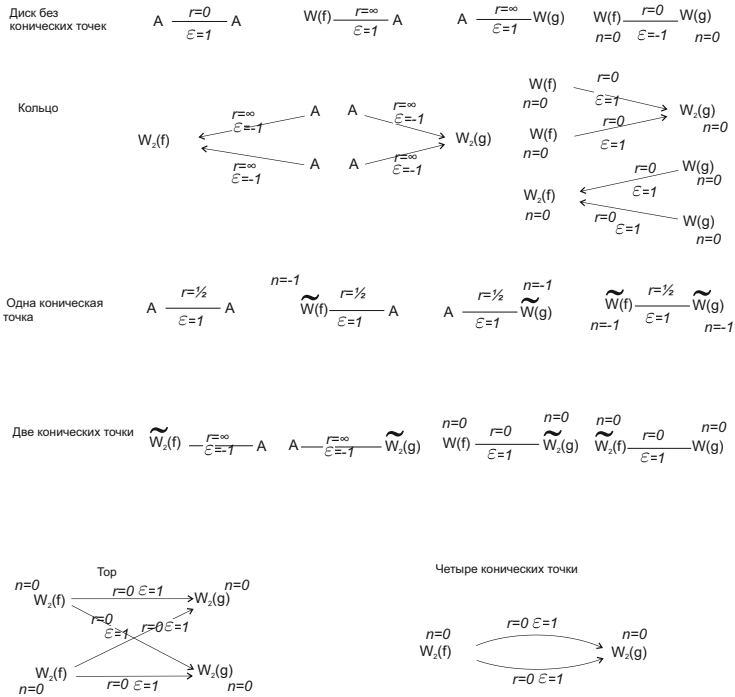 Диск без
конических точек
A r=0 ε=1 A
W(f) r=∞ ε=1 A
A r=∞ ε=1 W(g)
W(f) r=0 W(g)
n=0 ε=-1 n=0
Кольцо
W₂(f) r=∞ ε=-1 A
r=∞ ε=-1 A
A r=∞ ε=-1 W₂(g)
A r=∞ ε=-1
W(f) r=0
n=0 ε=1 W₂(g)
n=0
W(f) r=0
n=0 ε=1
W₂(f) r=0 W(g)
n=0 ε=1 n=0
r=0 ε=1 W(g)
n=0
Одна коническая
точка
A r=½ ε=1 A
n=-1
W̃(f) r=½ ε=1 A
n=-1
A r=½ ε=1 W̃(g)
W̃(f) r=½ W̃(g)
n=-1 ε=1 n=-1
Две конических точки
W̃₂(f) r=∞ ε=-1 A
A r=∞ ε=-1 W̃₂(g)
n=0 n=0
W(f) r=0 ε=1 W̃₂(g)
n=0 n=0
W̃₂(f) r=0 ε=1 W(g)
Тор
n=0 n=0
W₂(f) r=0 ε=1 W₂(g)
r=0 ε=1 r=0 ε=1
W₂(f) r=0 ε=1 W₂(g)
n=0 n=0
Четыре конических точки
r=0 ε=1
n=0 n=0
W₂(f) W₂(g)
r=0 ε=1